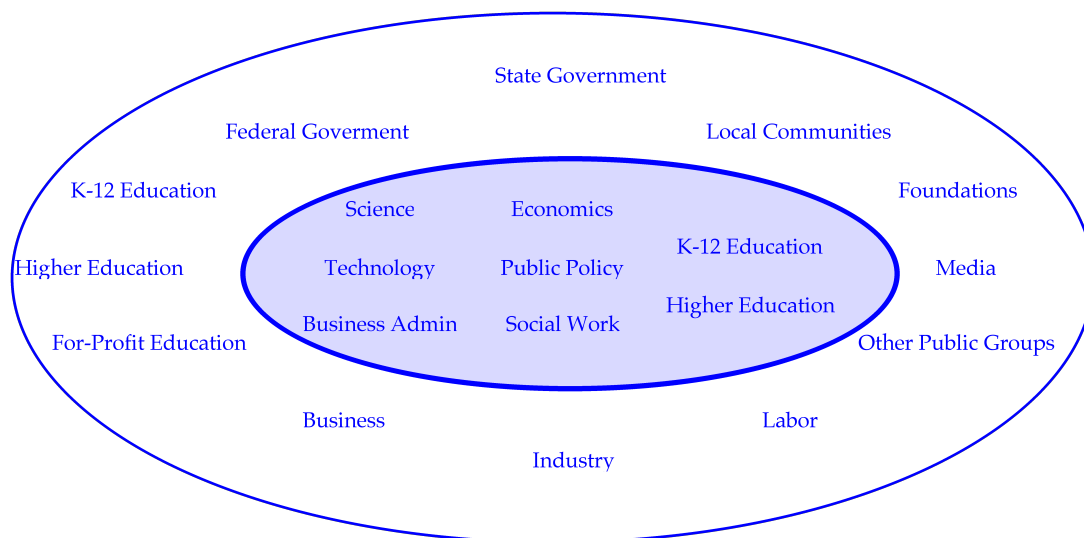 State Government
Federal Goverment
Local Communities
K-12 Education
Foundations
Science
Economics
K-12 Education
Higher Education
Technology
Public Policy
Media
Higher Education
Business Admin
Social Work
For-Profit Education
Other Public Groups
Business
Labor
Industry